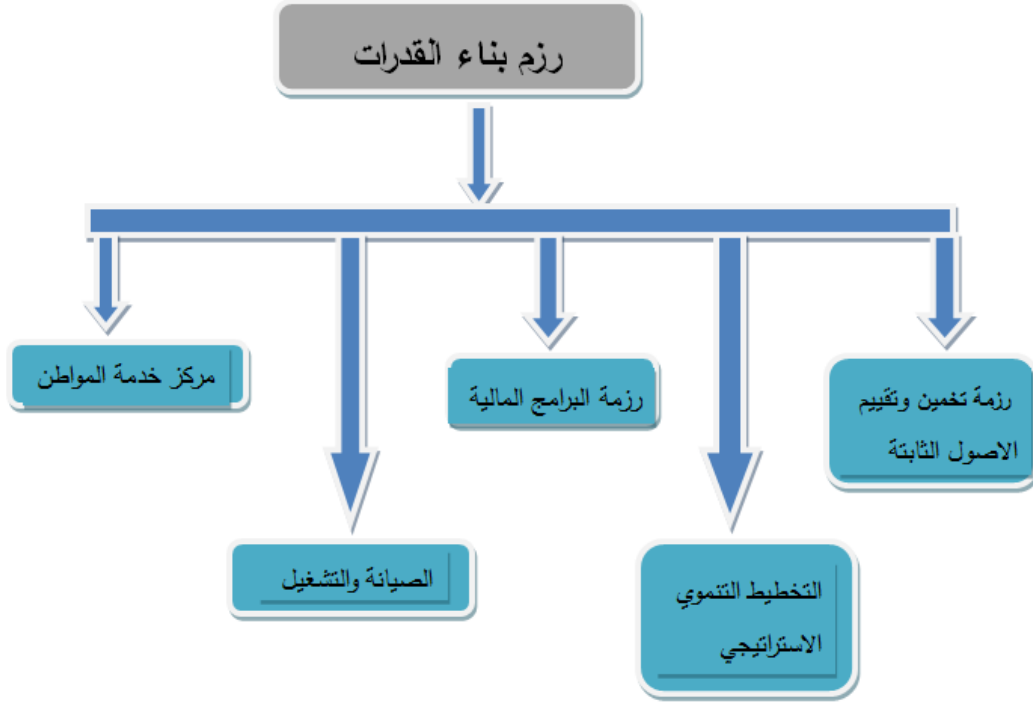 رزم بناء القدرات
رزمة تخمين وتقييم
الاصول الثابتة
رزمة البرامج المالية
مركز خدمة المواطن
التخطيط التنموي
الاستراتيجي
الصيانة والتشغيل